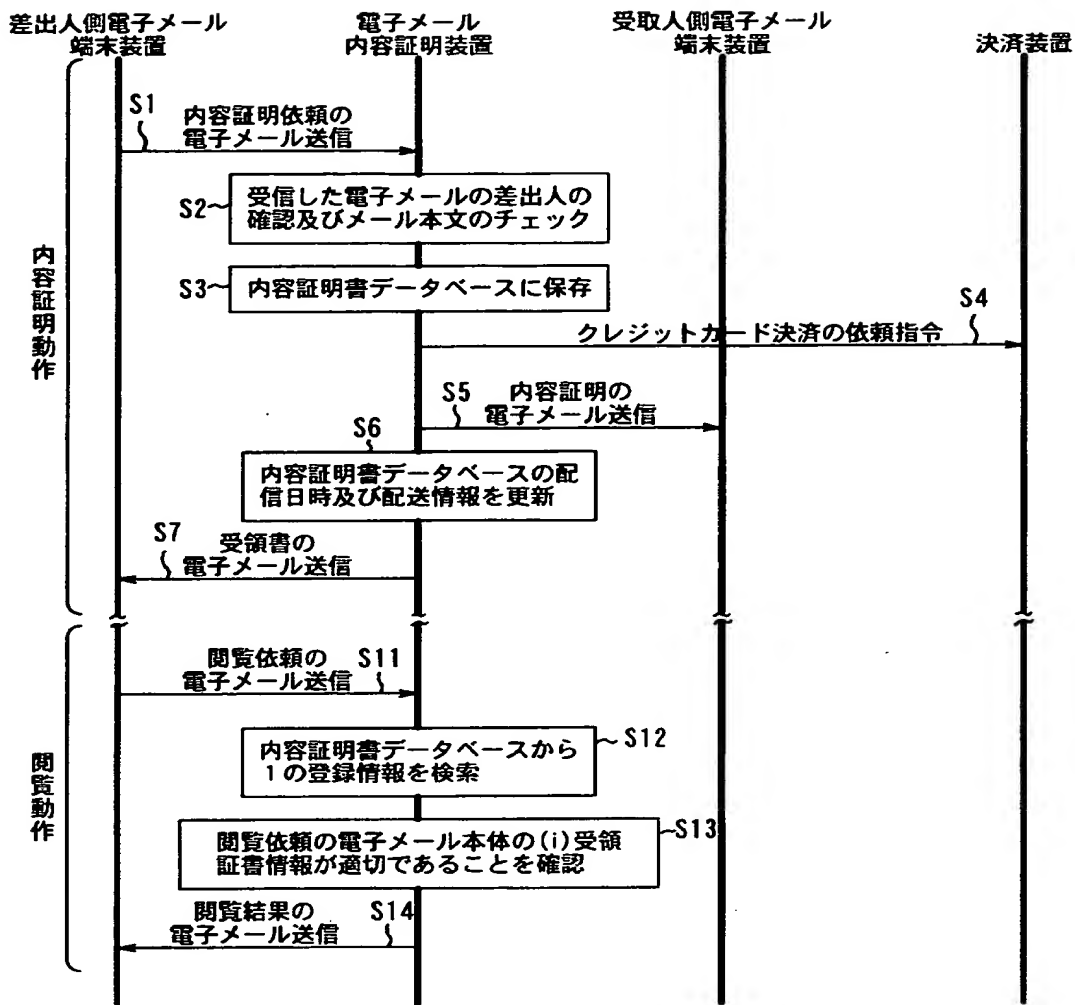 差出人側電子メール
端末装置
電子メール
内容証明装置
受取人側電子メール
端末装置
決済装置
内容証明動作
S1
内容証明依頼の
電子メール送信
S2
受信した電子メールの差出人の
確認及びメール本文のチェック
S3
内容証明書データベースに保存
S4
クレジットカード決済の依頼指令
S5
内容証明の
電子メール送信
S6
内容証明書データベースの配
信日時及び配送情報を更新
S7
受領書の
電子メール送信
閲覧動作
閲覧依頼の
電子メール送信
S11
内容証明書データベースから
1の登録情報を検索
S12
閲覧依頼の電子メール本体の(i)受領
証書情報が適切であることを確認
S13
閲覧結果の
電子メール送信
S14